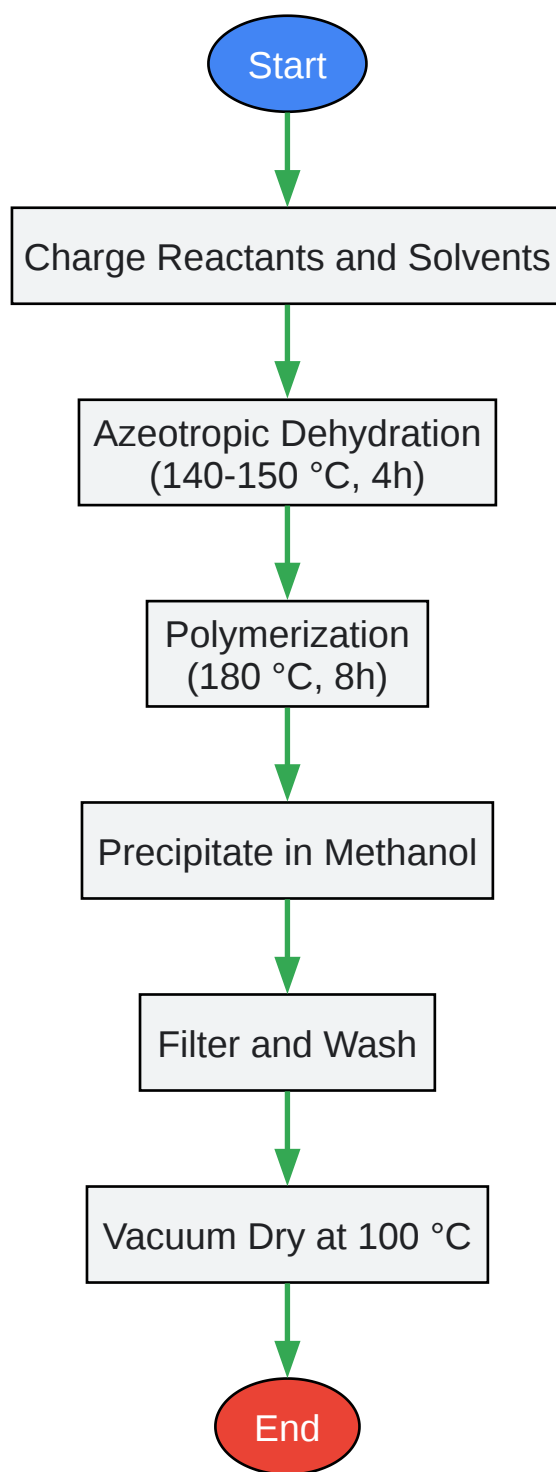 Start
Charge Reactants and Solvents
Azeotropic Dehydration
(140-150 °C, 4h)
Polymerization
(180 °C, 8h)
Precipitate in Methanol
Filter and Wash
Vacuum Dry at 100 °C
End